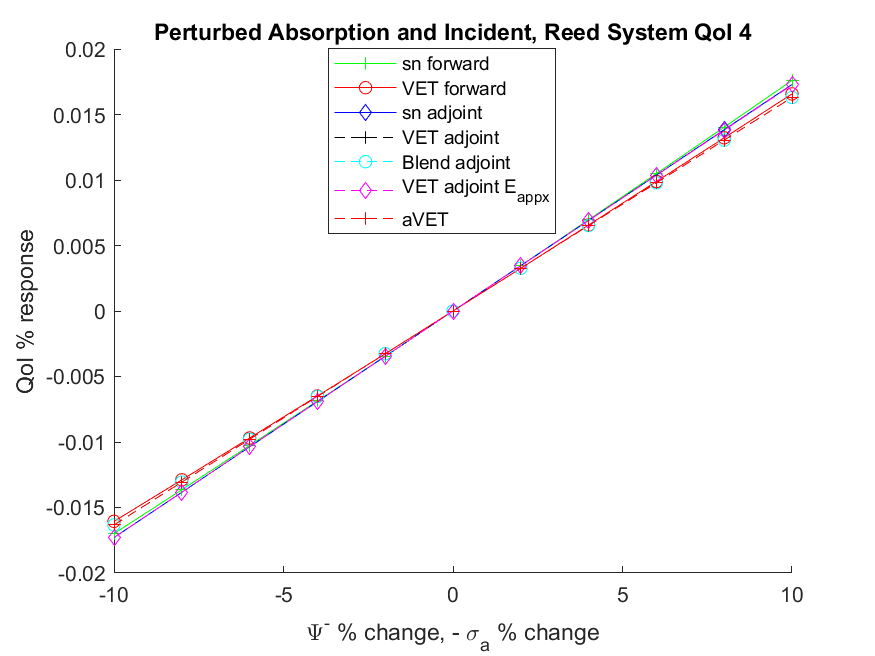 Perturbed Absorption and Incident, Reed System QoI 4
0.02
0.015
0.01
0.005
0
-0.005
-0.01
-0.015
-0.02
QoI % response
sn forward
VET forward
sn adjoint
VET adjoint
Blend adjoint
VET adjoint E_appx
aVET
-10
-5
0
5
10
Ψ⁻ % change, - σ_a % change